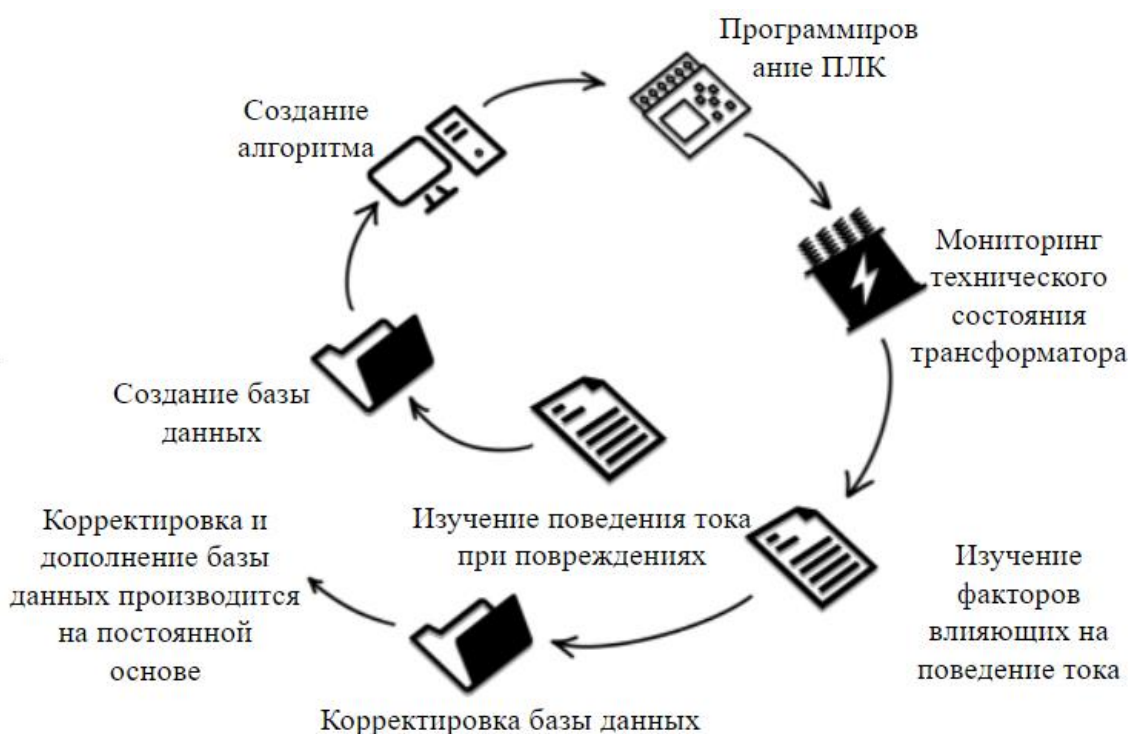 Программиров
ание ПЛК
Создание
алгоритма
Мониторинг
технического
состояния
трансформатора
Создание базы
данных
Изучение поведения тока
при повреждениях
Корректировка и
дополнение базы
данных производится
на постоянной
основе
Изучение
факторов
влияющих на
поведение тока
Корректировка базы данных